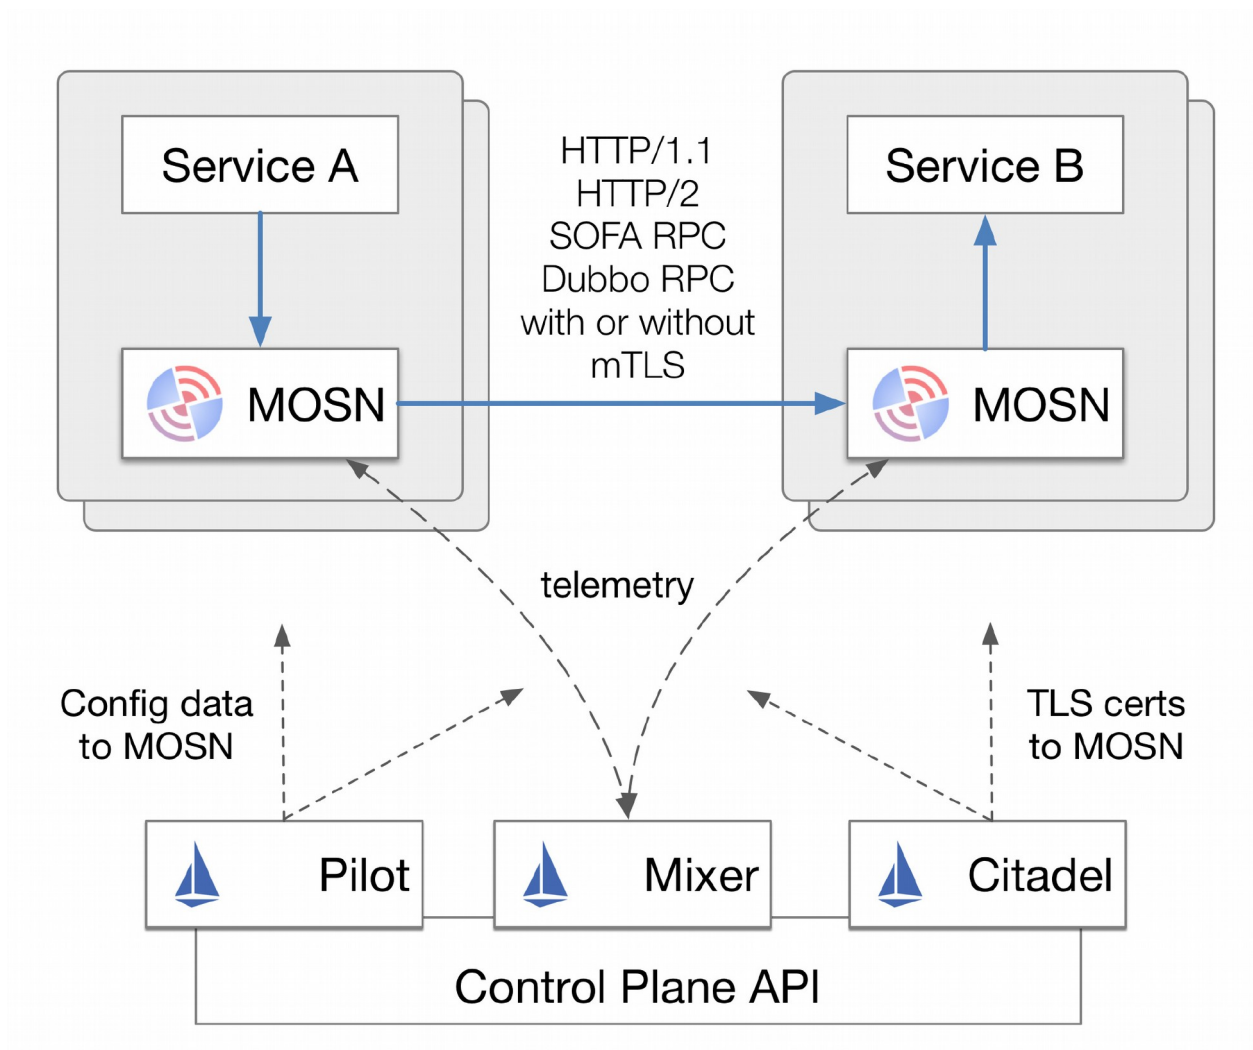 Service A
HTTP/1.1
HTTP/2
SOFA RPC
Dubbo RPC
with or without
mTLS
Service B
MOSN
MOSN
telemetry
Config data
to MOSN
TLS certs
to MOSN
Pilot
Mixer
Citadel
Control Plane API